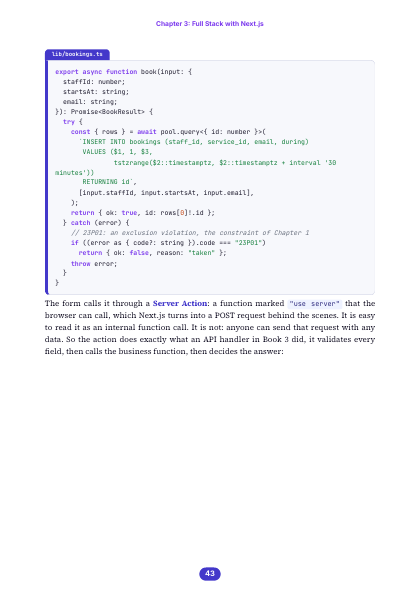 Chapter 3: Full Stack with Next.js
lib/bookings.ts
export async function book(input: {
  staffId: number;
  startsAt: string;
  email: string;
}): Promise<BookResult> {
  try {
    const { rows } = await pool.query<{ id: number }>(
      `INSERT INTO bookings (staff_id, service_id, email, during)
       VALUES ($1, 1, $3,
               tstzrange($2::timestamptz, $2::timestamptz + interval '30
minutes'))
       RETURNING id`,
      [input.staffId, input.startsAt, input.email],
    );
    return { ok: true, id: rows[0]!.id };
  } catch (error) {
    // 23P01: an exclusion violation, the constraint of Chapter 1
    if ((error as { code?: string }).code === "23P01")
      return { ok: false, reason: "taken" };
    throw error;
  }
}
The form calls it through a Server Action: a function marked "use server" that the
browser can call, which Next.js turns into a POST request behind the scenes. It is easy
to read it as an internal function call. It is not: anyone can send that request with any
data. So the action does exactly what an API handler in Book 3 did, it validates every
field, then calls the business function, then decides the answer:
43